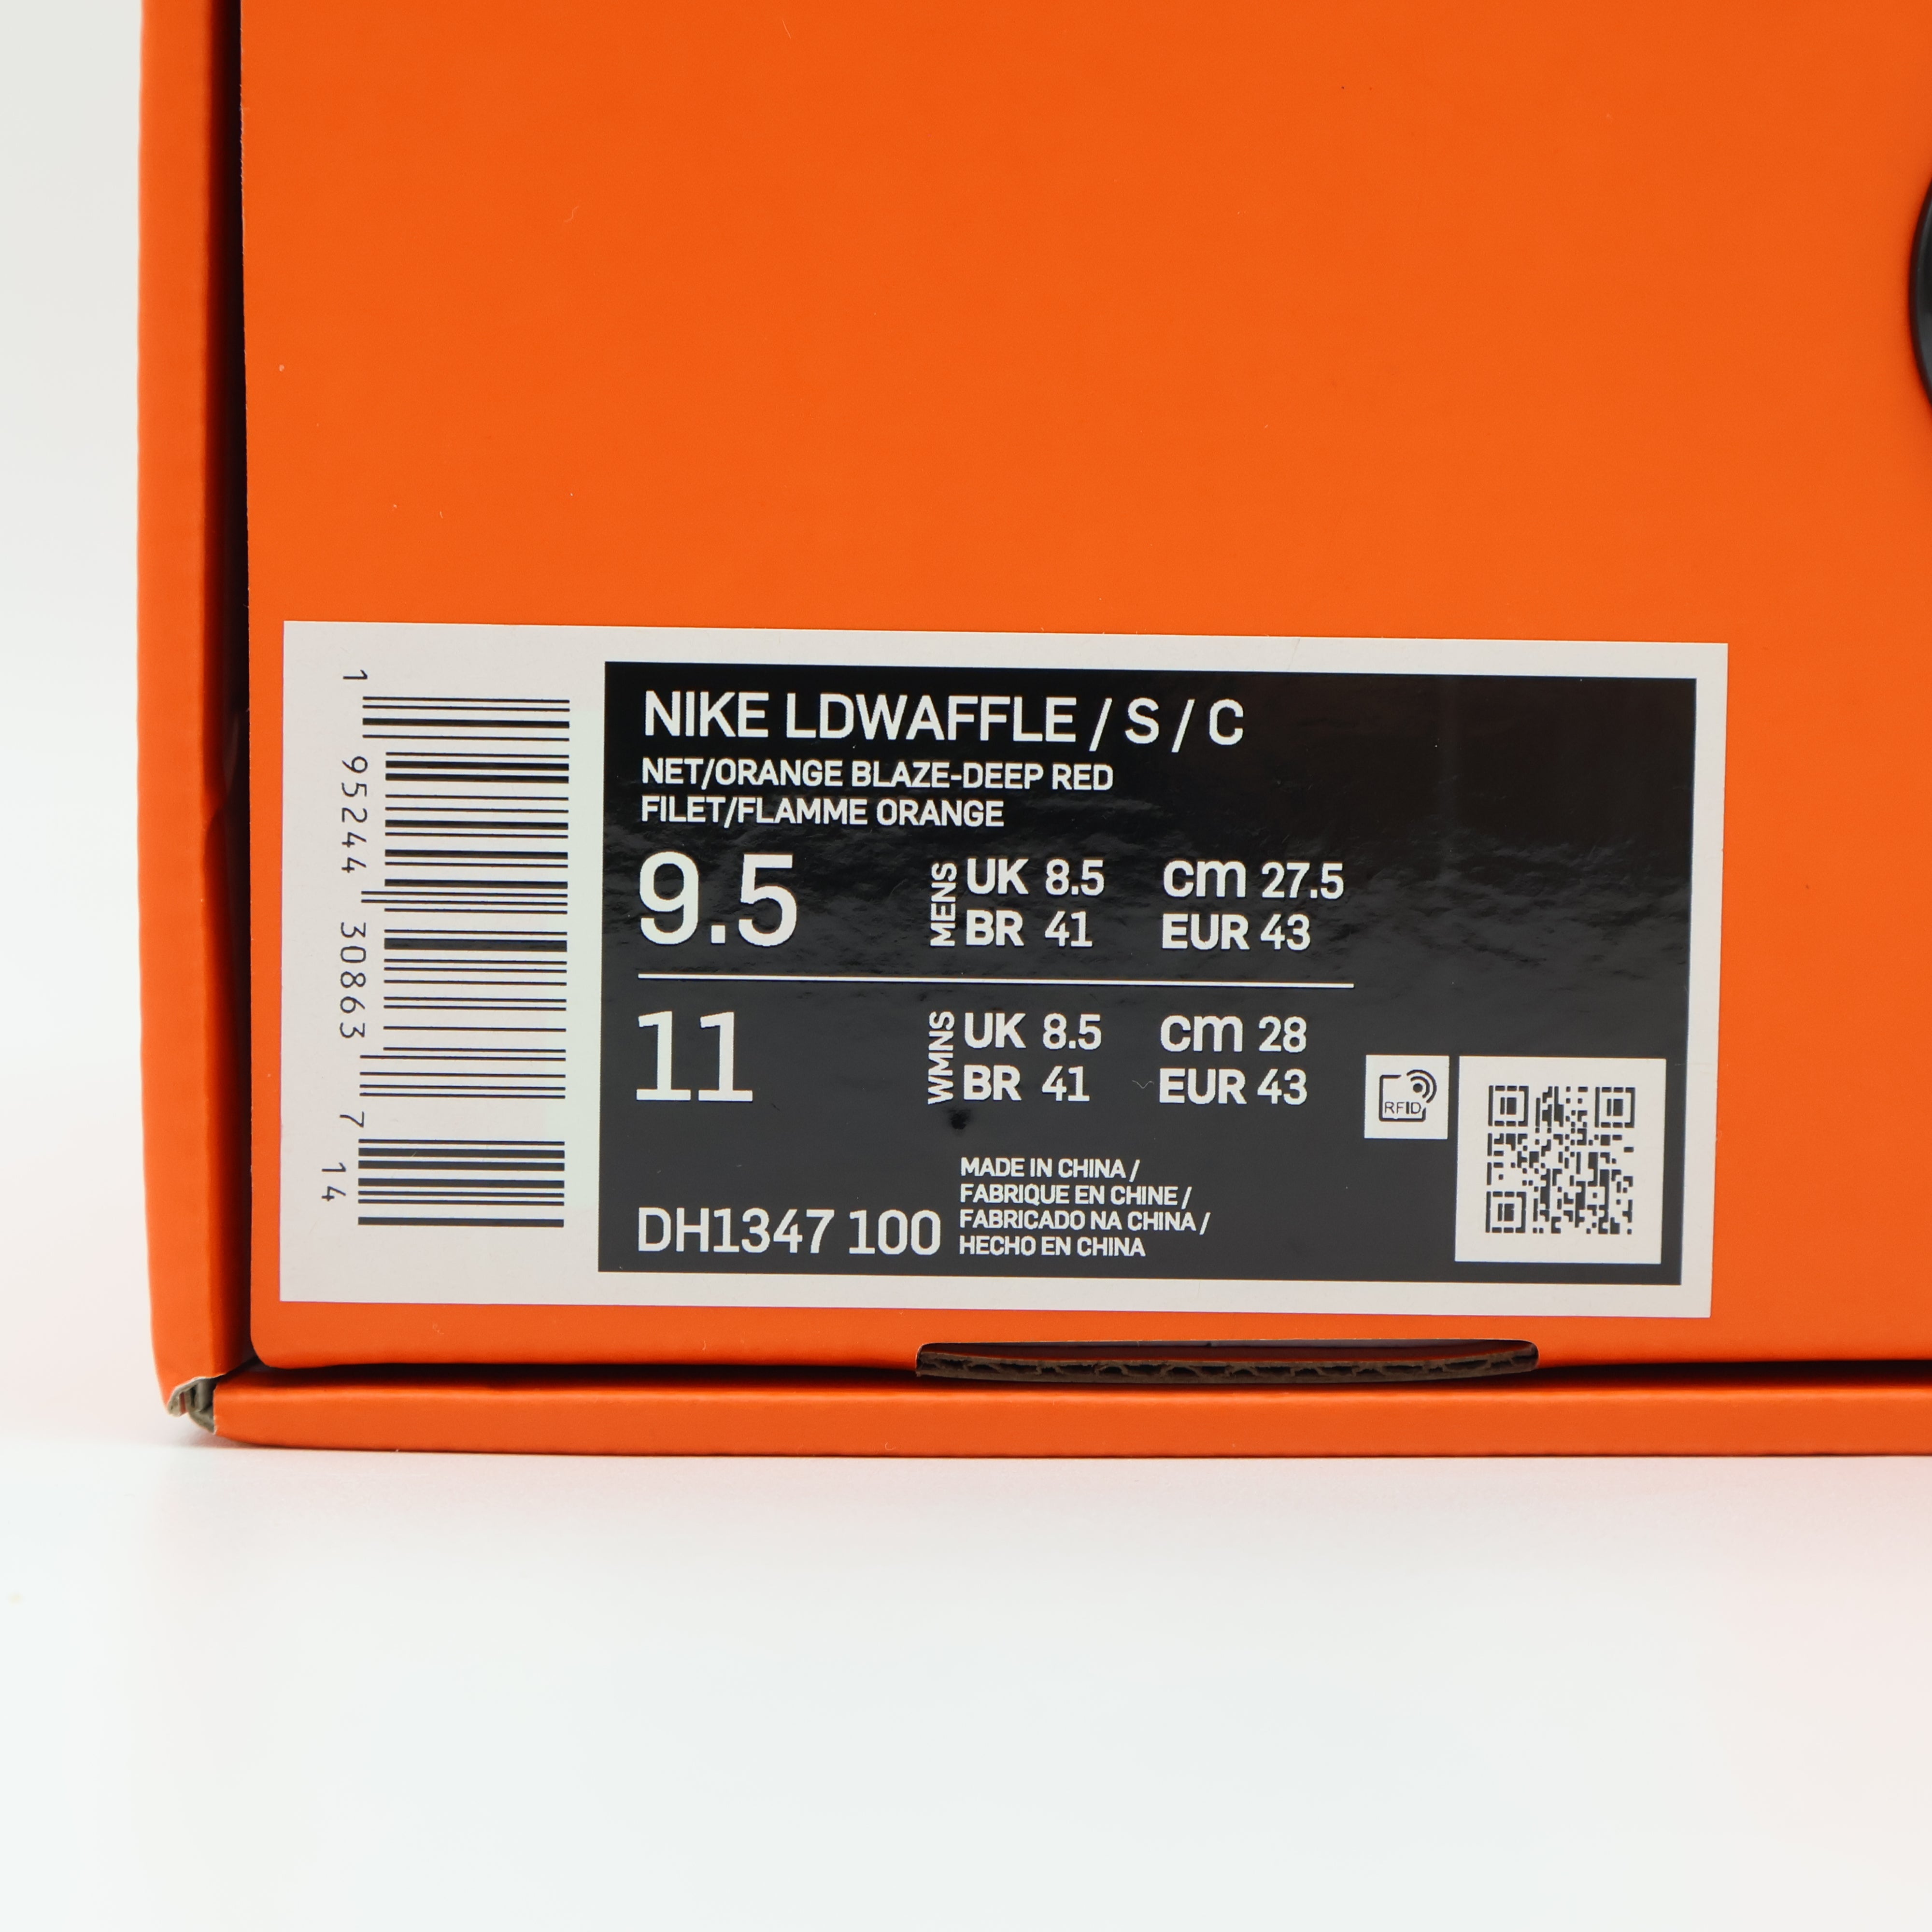 1 95244 30863 7 14
NIKE LDWAFFLE / S / C
NET/ORANGE BLAZE-DEEP RED
FILET/FLAMME ORANGE
9.5
MENS
UK 8.5 cm 27.5
BR 41 EUR 43
11
WMNS
UK 8.5 cm 28
BR 41 EUR 43
RFID
MADE IN CHINA /
FABRIQUE EN CHINE /
FABRICADO NA CHINA /
HECHO EN CHINA
DH1347 100